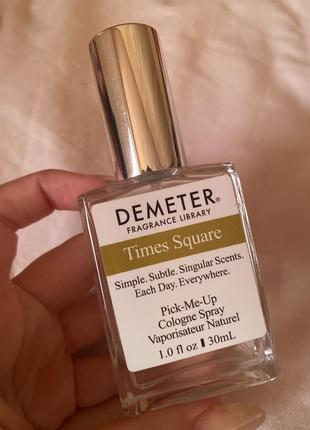 DEMETER®
FRAGRANCE LIBRARY
Times Square
Simple. Subtle. Singular Scents.
Each Day. Everywhere.
Pick-Me-Up
Cologne Spray
Vaporisateur Naturel
1.0 fl oz ▮ 30mL